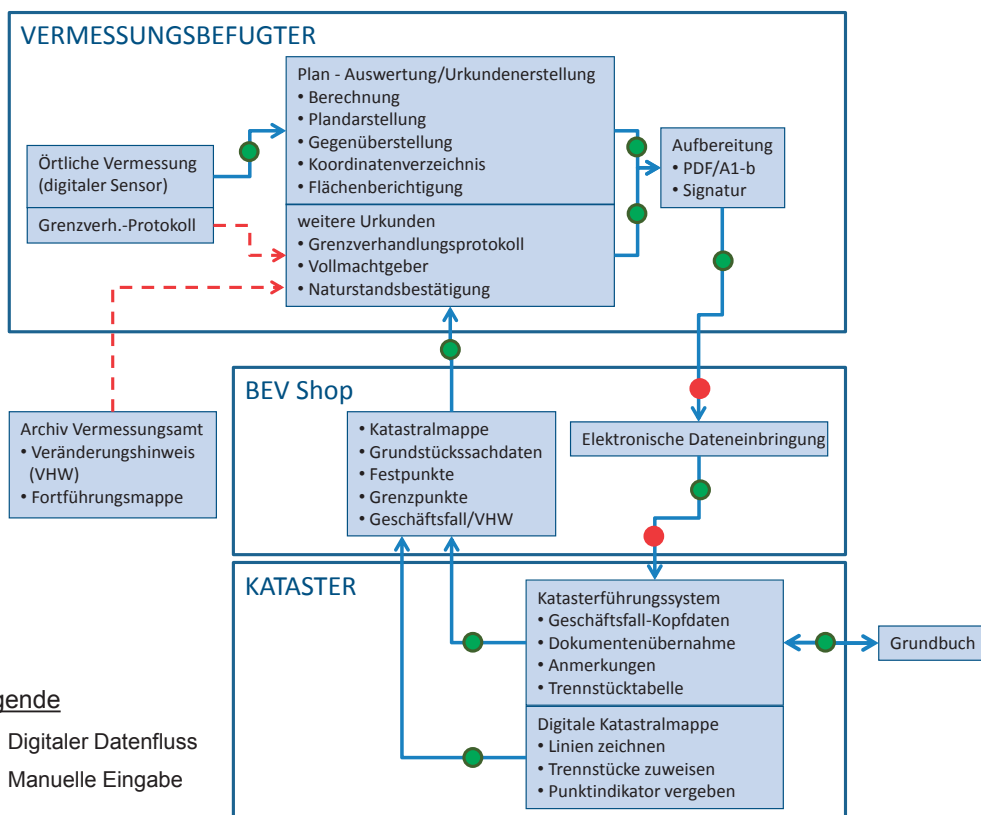 VERMESSUNGSBEFUGTER
Plan - Auswertung/Urkundenerstellung
• Berechnung
• Plandarstellung
• Gegenüberstellung
• Koordinatenverzeichnis
• Flächenberichtigung
Örtliche Vermessung
(digitaler Sensor)
Grenzverh.-Protokoll
weitere Urkunden
• Grenzverhandlungsprotokoll
• Vollmachtgeber
• Naturstandsbestätigung
Aufbereitung
• PDF/A1-b
• Signatur
BEV Shop
Archiv Vermessungsamt
• Veränderungshinweis
(VHW)
• Fortführungsmappe
• Katastralmappe
• Grundstückssachdaten
• Festpunkte
• Grenzpunkte
• Geschäftsfall/VHW
Elektronische Dateneinbringung
KATASTER
Katasterführungssystem
• Geschäftsfall-Kopfdaten
• Dokumentenübernahme
• Anmerkungen
• Trennstücktabelle
Grundbuch
Digitale Katastralmappe
• Linien zeichnen
• Trennstücke zuweisen
• Punktindikator vergeben
gende
Digitaler Datenfluss
Manuelle Eingabe